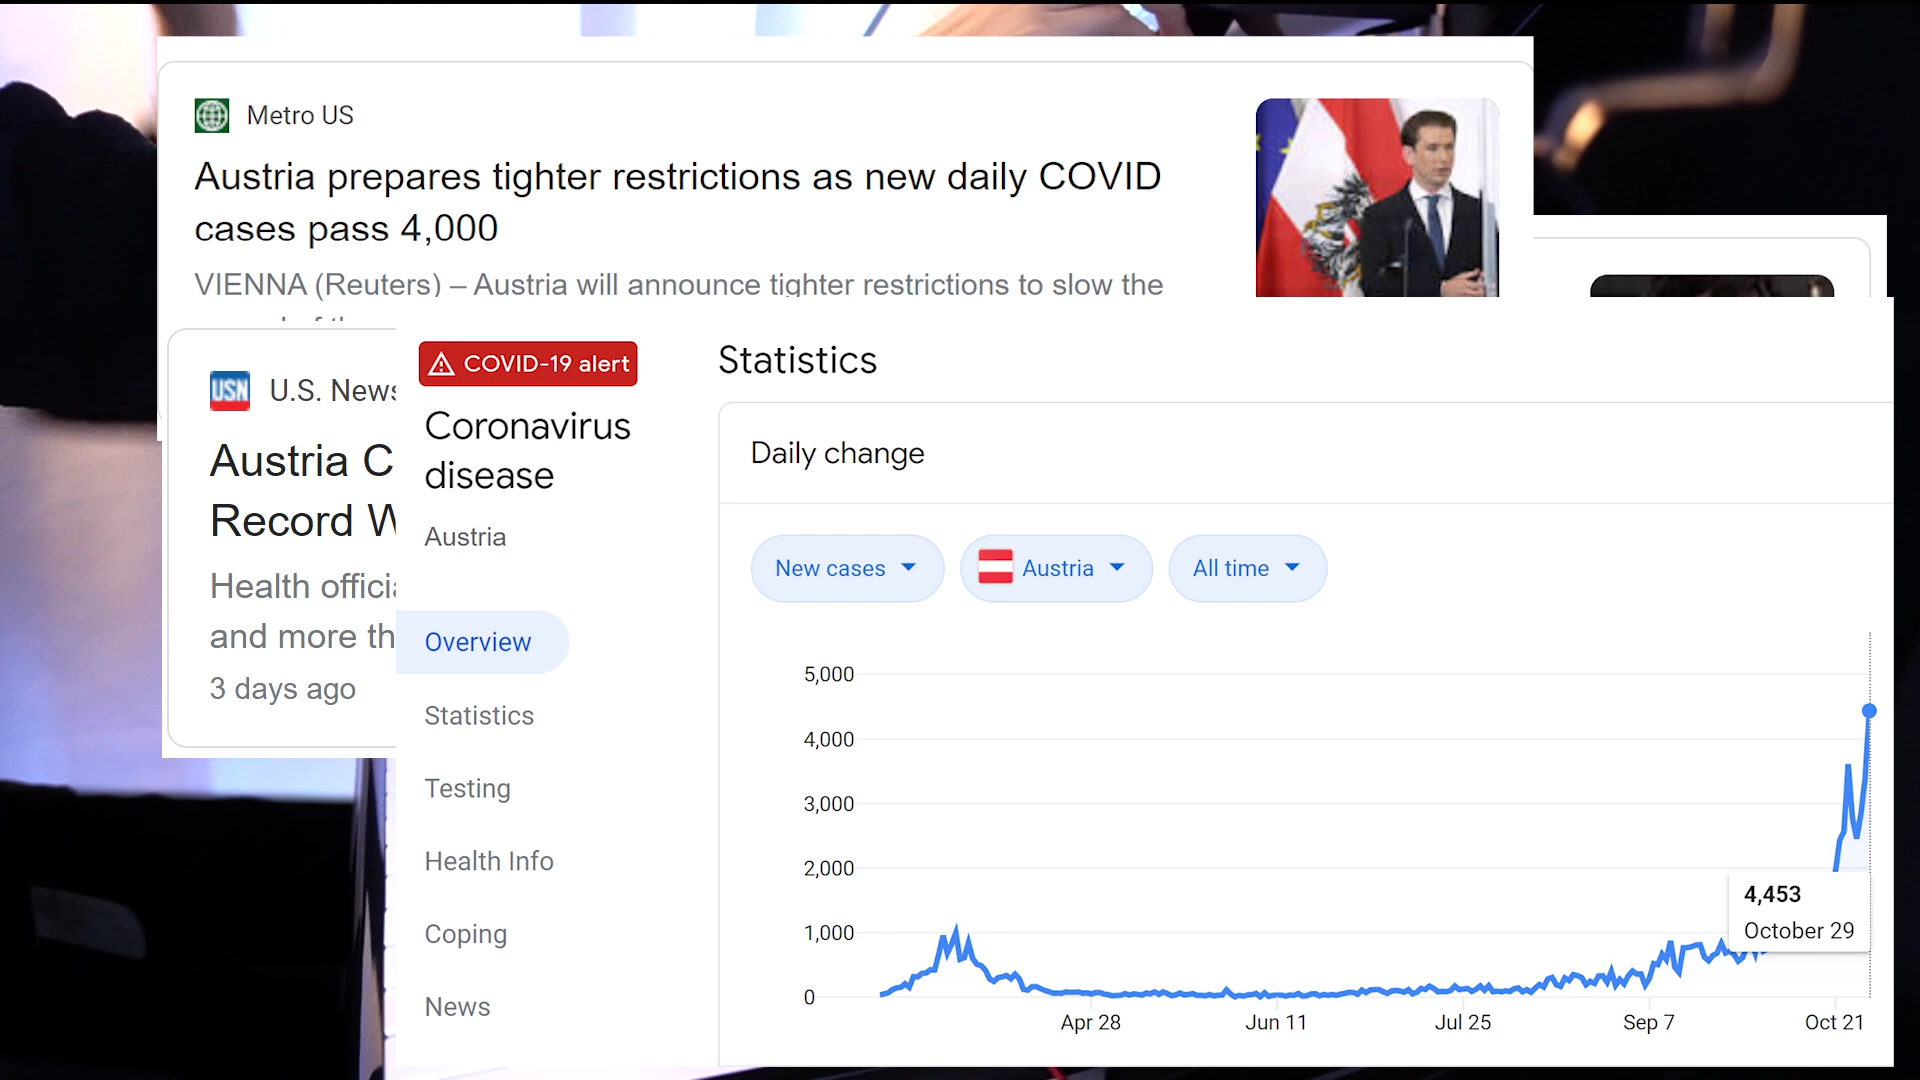 Metro US
Austria prepares tighter restrictions as new daily COVID
cases pass 4,000
VIENNA (Reuters) – Austria will announce tighter restrictions to slow the
USN U.S. News
Austria C
Record W
Health offici
and more th
3 days ago
COVID-19 alert
Coronavirus
disease
Austria
Overview
Statistics
Testing
Health Info
Coping
News
Statistics
Daily change
New cases Austria All time
5,000
4,000
3,000
2,000
1,000
0
4,453
October 29
Apr 28 Jun 11 Jul 25 Sep 7 Oct 21